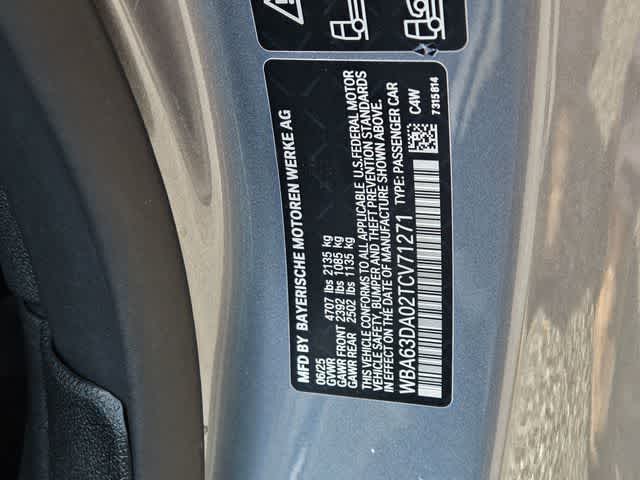 MFD BY BAYERISCHE MOTOREN WERKE AG
06/25
GVWR 4707 lbs 2135 kg
GAWR FRONT 2392 lbs 1085 kg
GAWR REAR 2502 lbs 1135 kg
THIS VEHICLE CONFORMS TO ALL APPLICABLE U.S.FEDERAL MOTOR
VEHICLE SAFETY, BUMPER AND THEFT PREVENTION STANDARDS
IN EFFECT ON THE DATE OF MANUFACTURE SHOWN ABOVE.
WBA63DA02TCV71271 TYPE: PASSENGER CAR
C4W
7315814